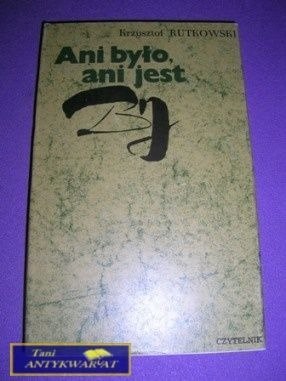 Krzysztof RUTKOWSKI
Ani było,
ani jest
CZYTELNIK
Tani
ANTYKWARIAT